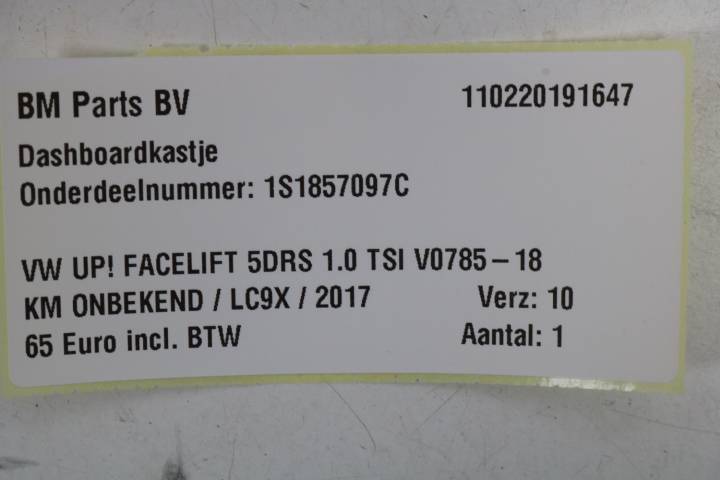 BM Parts BV 110220191647
Dashboardkastje
Onderdeelnummer: 1S1857097C
VW UP! FACELIFT 5DRS 1.0 TSI V0785-18
KM ONBEKEND / LC9X / 2017 Verz: 10
65 Euro incl. BTW Aantal: 1